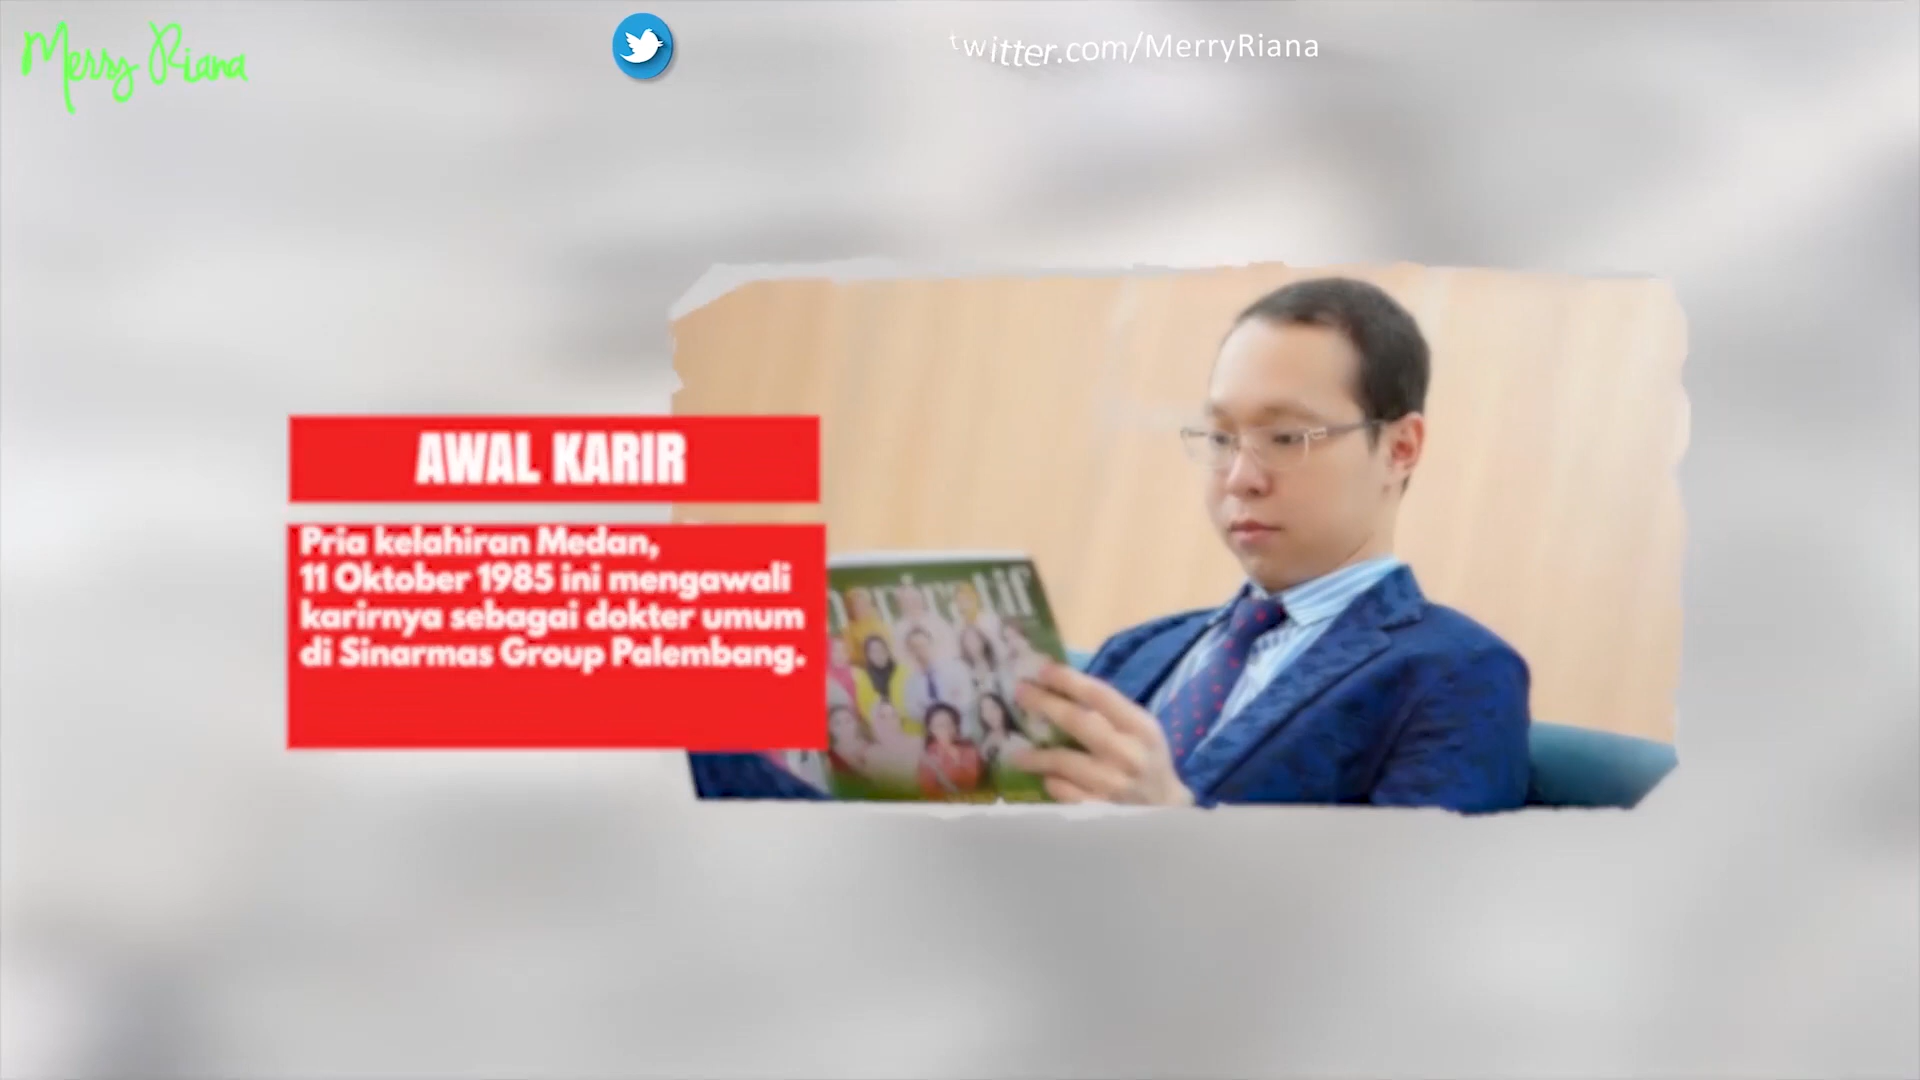 Merry Riana
twitter.com/MerryRiana
AWAL KARIR
Pria kelahiran Medan,
11 Oktober 1985 ini mengawali
karirnya sebagai dokter umum
di Sinarmas Group Palembang.